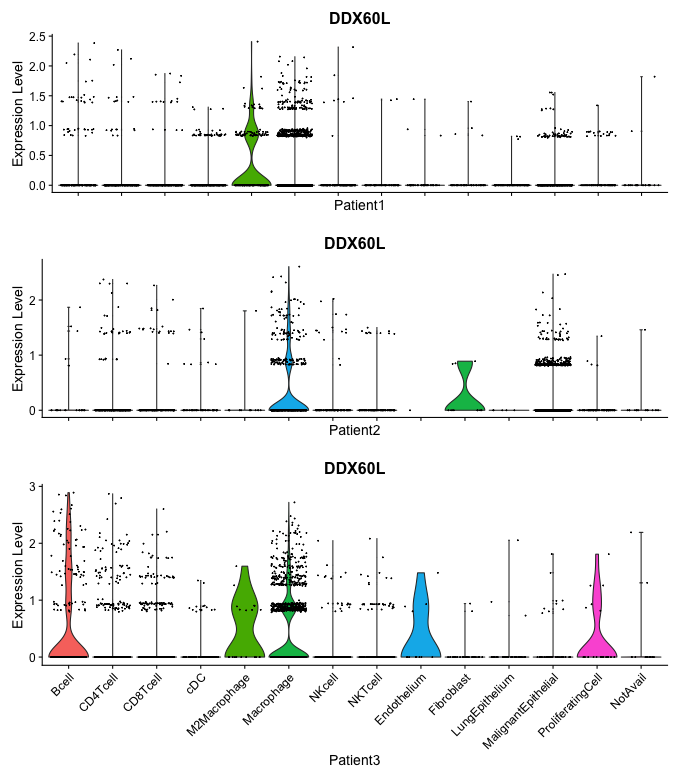 DDX60L
Expression Level
2.5
2.0
1.5
1.0
0.5
0.0
Patient1
DDX60L
Expression Level
2
1
0
Patient2
DDX60L
Expression Level
3
2
1
0
Bcell
CD4Tcell
CD8Tcell
cDC
M2Macrophage
Macrophage
NKcell
NKTcell
Endothelium
Fibroblast
LungEpithelium
MalignantEpithelial
ProliferatingCell
NotAvail
Patient3